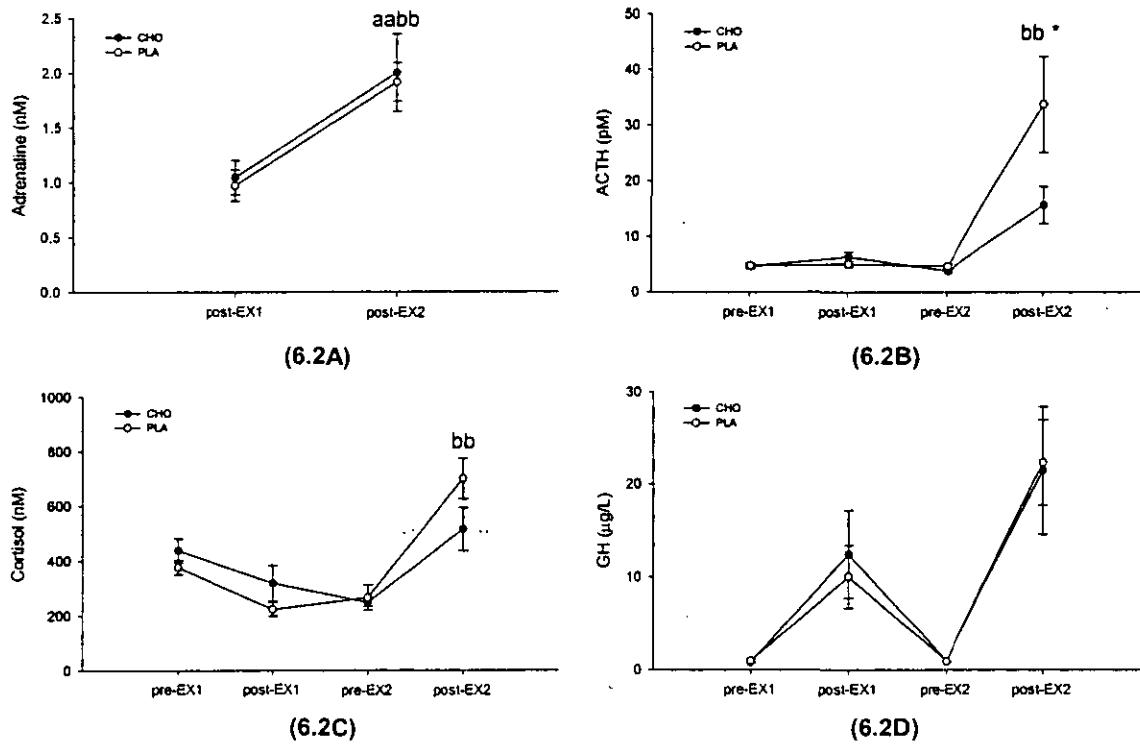 2.5
2.0
1.5
1.0
0.5
0.0
Adrenaline (nM)
CHO
PLA
aabb
post-EX1
post-EX2
(6.2A)
50
40
30
20
10
0
ACTH (pM)
CHO
PLA
bb *
pre-EX1
post-EX1
pre-EX2
post-EX2
(6.2B)
1000
800
600
400
200
0
Cortisol (nM)
CHO
PLA
bb
pre-EX1
post-EX1
pre-EX2
post-EX2
(6.2C)
30
20
10
0
GH (µg/L)
CHO
PLA
pre-EX1
post-EX1
pre-EX2
post-EX2
(6.2D)